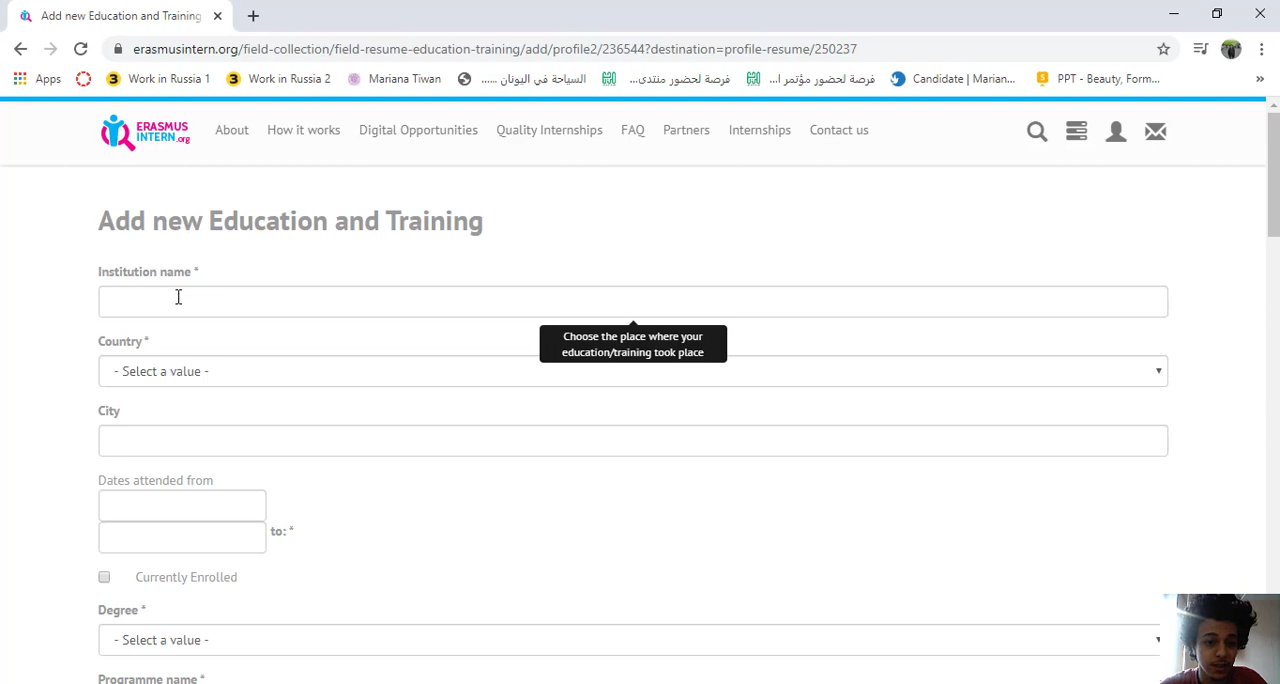 Add new Education and Training
erasmusintern.org/field-collection/field-resume-education-training/add/profile2/236544?destination=profile-resume/250237
Apps
Work in Russia 1
Work in Russia 2
Mariana Tiwan
السياحة في اليونان ......
فرصة لحضور منتدى...
فرصة لحضور مؤتمر ا...
Candidate | Marian...
PPT - Beauty, Form...
»
ERASMUS
INTERN.org
About
How it works
Digital Opportunities
Quality Internships
FAQ
Partners
Internships
Contact us
Add new Education and Training
Institution name *
Choose the place where your
education/training took place
Country *
- Select a value -
City
Dates attended from
to: *
Currently Enrolled
Degree *
- Select a value -
Programme name *